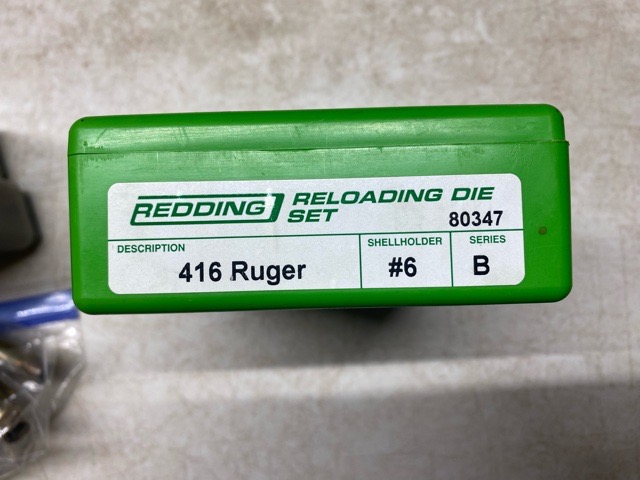 REDDING RELOADING DIE
SET 80347
DESCRIPTION SHELLHOLDER SERIES
416 Ruger #6 B